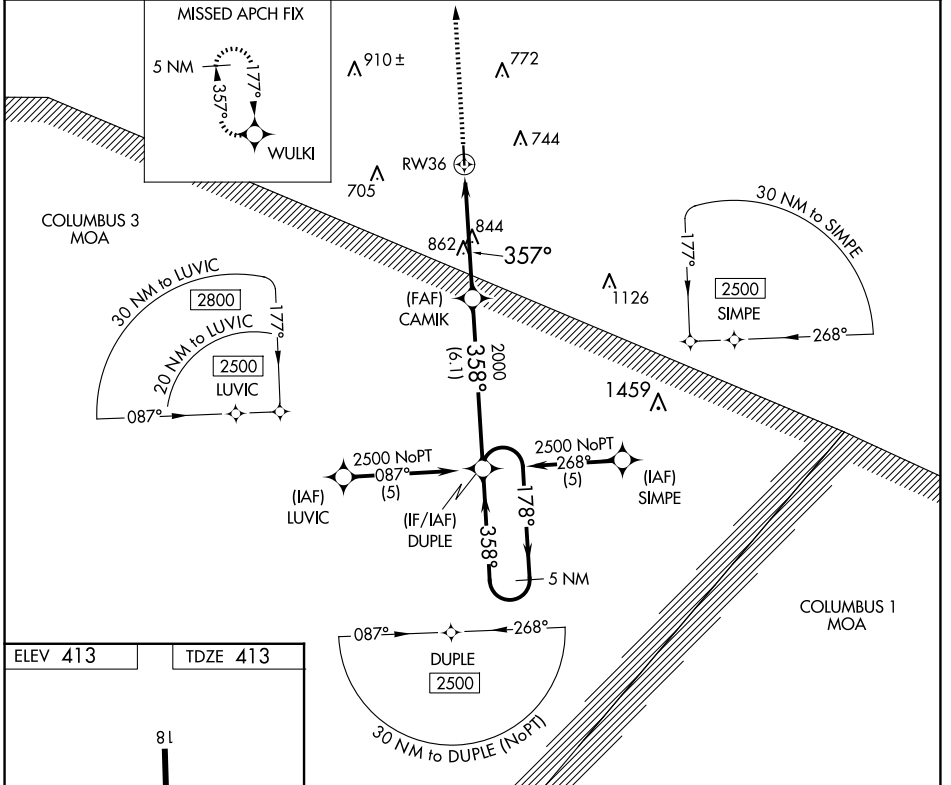 MISSED APCH FIX
5 NM
177°
357°
WULKI
910 ±
772
744
RW36
705
COLUMBUS 3
MOA
844
862
357°
30 NM to SIMPE
177°
2500
SIMPE
268°
1126
30 NM to LUVIC
2800
177°
20 NM to LUVIC
2500
LUVIC
087°
(FAF)
CAMIK
2000
358°
(6.1)
1459
2500 NoPT
087°
(5)
2500 NoPT
268°
(5)
(IAF)
LUVIC
(IF/IAF)
DUPLE
(IAF)
SIMPE
178°
358°
5 NM
COLUMBUS 1
MOA
087°
268°
DUPLE
2500
30 NM to DUPLE (NoPT)
ELEV 413
TDZE 413
18